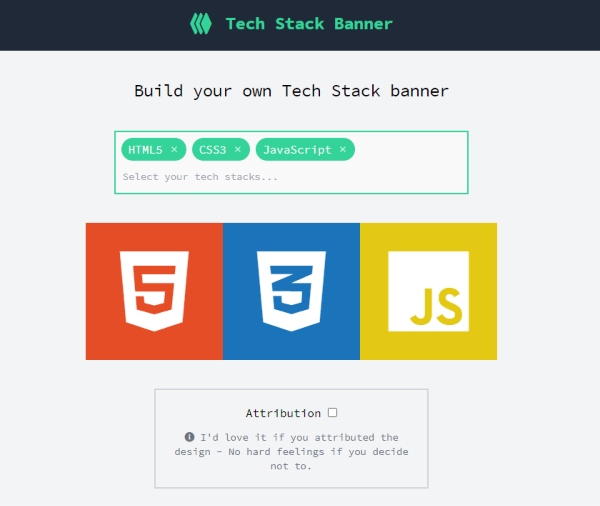 Tech Stack Banner
Build your own Tech Stack banner
HTML5 × CSS3 × JavaScript ×
Select your tech stacks...
5 3 JS
Attribution
I'd love it if you attributed the
design – No hard feelings if you decide
not to.